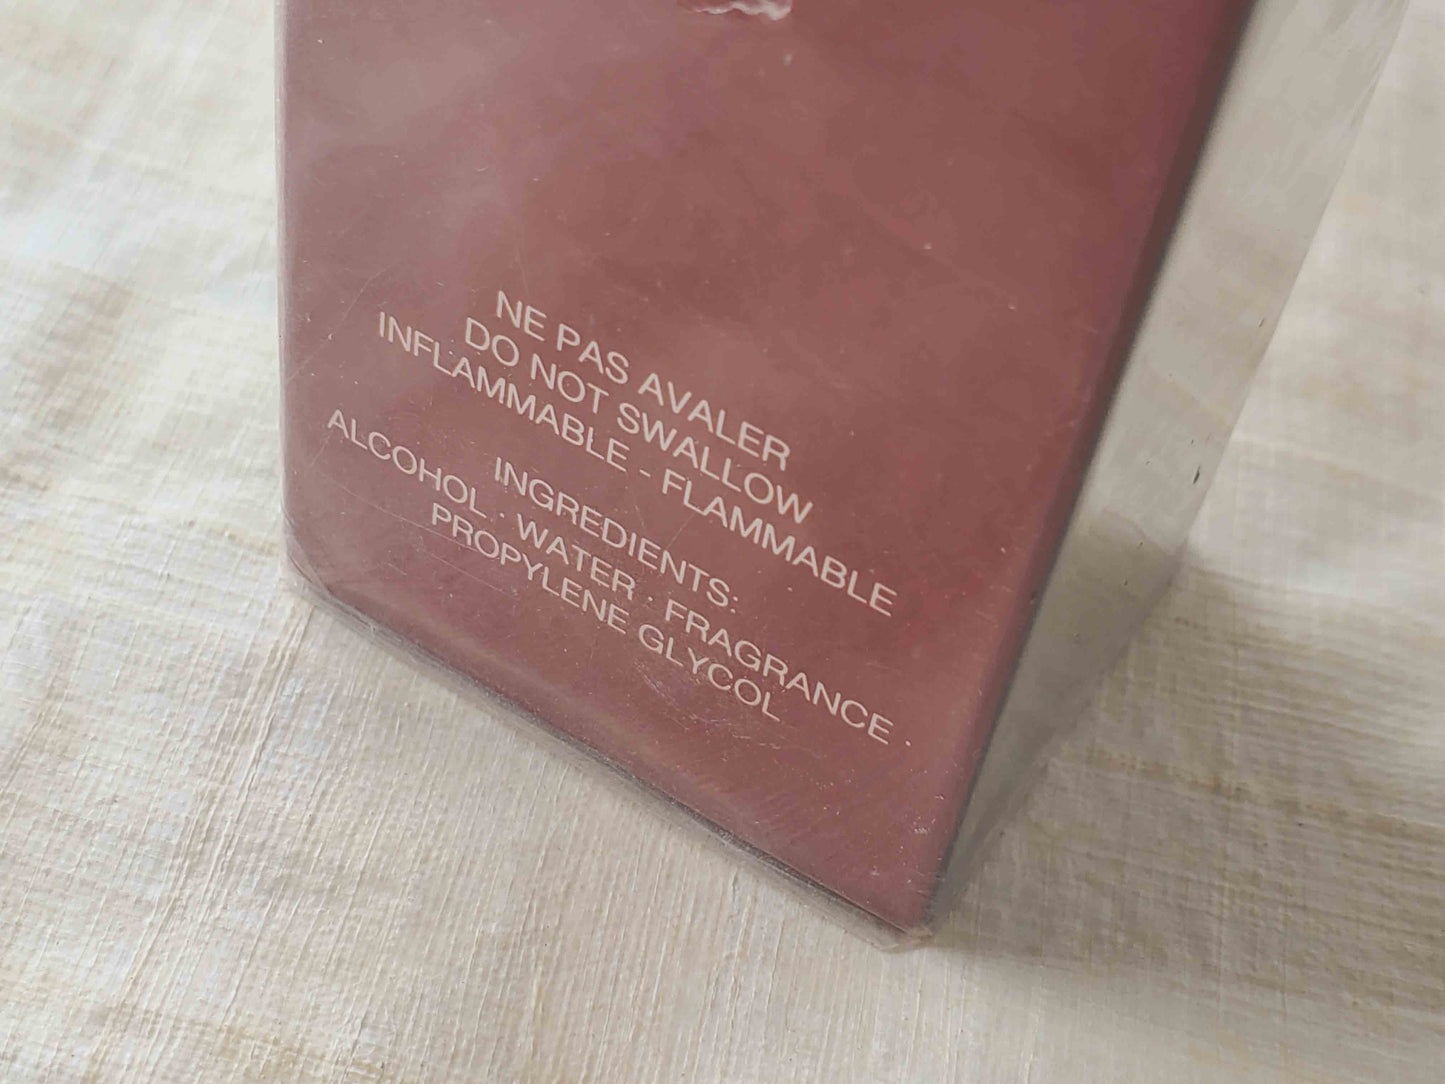 NE PAS AVALER
DO NOT SWALLOW
INFLAMMABLE - FLAMMABLE
INGREDIENTS:
ALCOHOL · WATER · FRAGRANCE ·
PROPYLENE GLYCOL